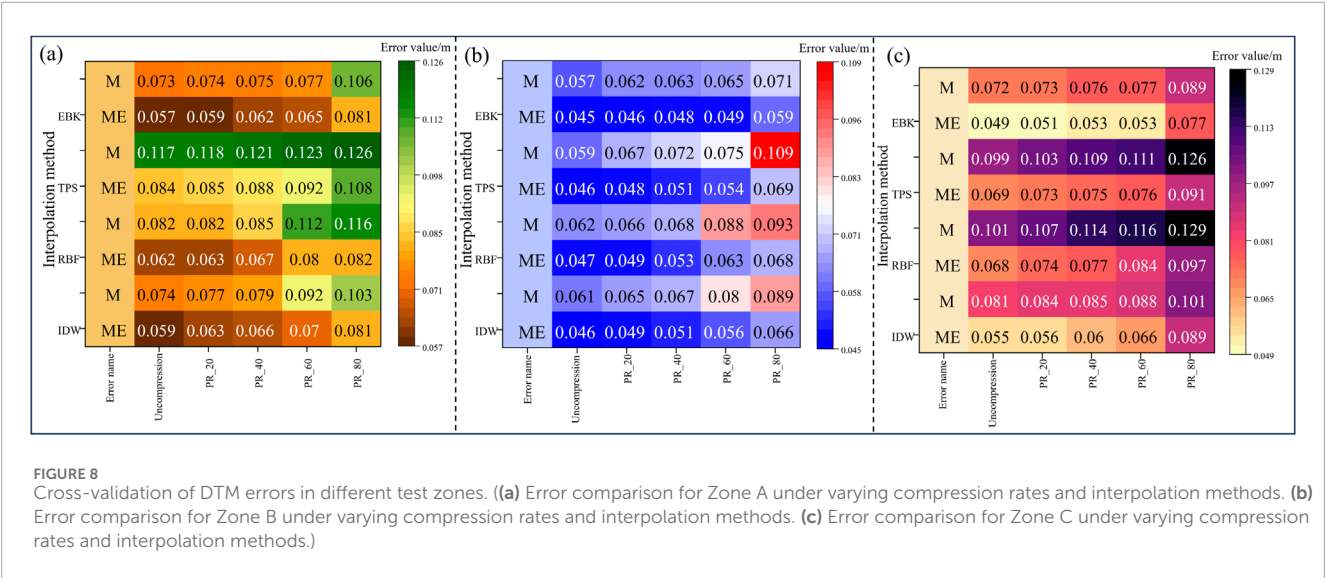 (a)
Error value/m
Interpolation method
M 0.073 0.074 0.075 0.077 0.106
EBK ME 0.057 0.059 0.062 0.065 0.081
M 0.117 0.118 0.121 0.123 0.126
TPS ME 0.084 0.085 0.088 0.092 0.108
M 0.082 0.082 0.085 0.112 0.116
RBF ME 0.062 0.063 0.067 0.08 0.082
M 0.074 0.077 0.079 0.092 0.103
IDW ME 0.059 0.063 0.066 0.07 0.081
Error name Uncompression PR_20 PR_40 PR_60 PR_80
0.126
0.112
0.098
0.085
0.071
0.057
(b)
Error value/m
Interpolation method
M 0.057 0.062 0.063 0.065 0.071
EBK ME 0.045 0.046 0.048 0.049 0.059
M 0.059 0.067 0.072 0.075 0.109
TPS ME 0.046 0.048 0.051 0.054 0.069
M 0.062 0.066 0.068 0.088 0.093
RBF ME 0.047 0.049 0.053 0.063 0.068
M 0.061 0.065 0.067 0.08 0.089
IDW ME 0.046 0.049 0.051 0.056 0.066
Error name Uncompression PR_20 PR_40 PR_60 PR_80
0.109
0.096
0.083
0.071
0.058
0.045
(c)
Error value/m
Interpolation method
M 0.072 0.073 0.076 0.077 0.089
EBK ME 0.049 0.051 0.053 0.053 0.077
M 0.099 0.103 0.109 0.111 0.126
TPS ME 0.069 0.073 0.075 0.076 0.091
M 0.101 0.107 0.114 0.116 0.129
RBF ME 0.068 0.074 0.077 0.084 0.097
M 0.081 0.084 0.085 0.088 0.101
IDW ME 0.055 0.056 0.06 0.066 0.089
Error name Uncompression PR_20 PR_40 PR_60 PR_80
0.129
0.113
0.097
0.081
0.065
0.049
FIGURE 8
Cross-validation of DTM errors in different test zones. ((a) Error comparison for Zone A under varying compression rates and interpolation methods. (b)
Error comparison for Zone B under varying compression rates and interpolation methods. (c) Error comparison for Zone C under varying compression
rates and interpolation methods.)